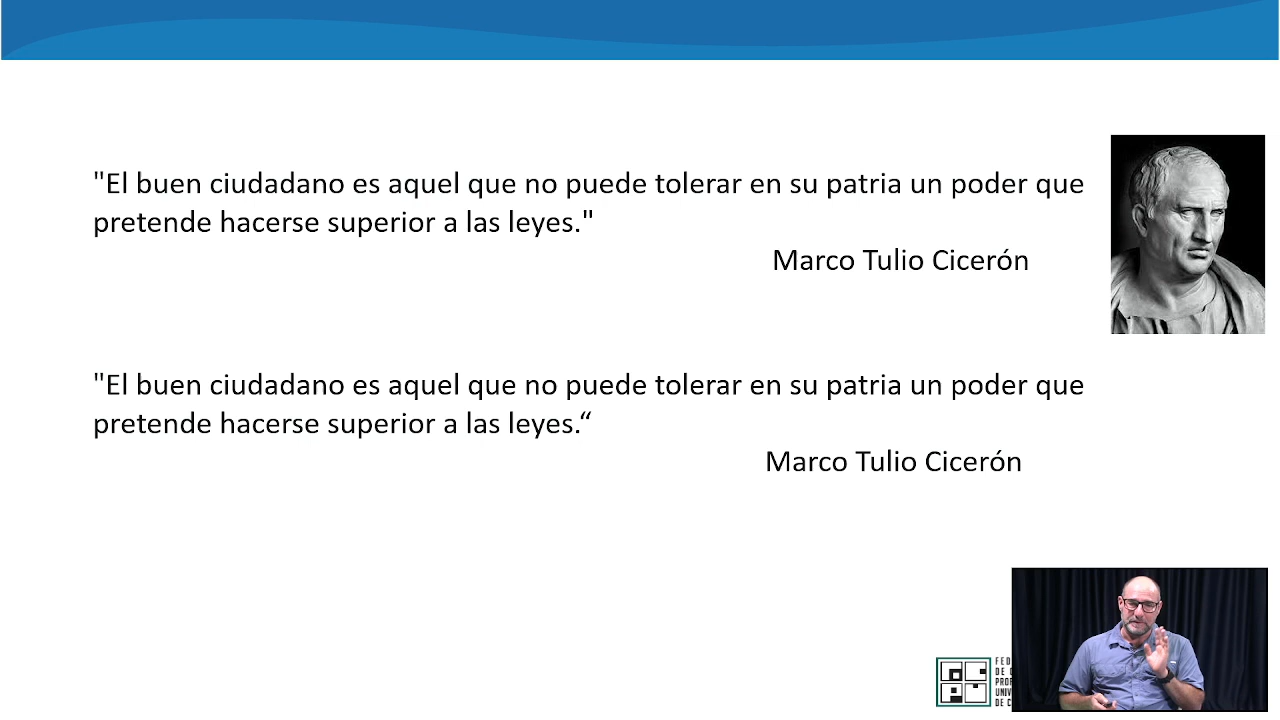 "El buen ciudadano es aquel que no puede tolerar en su patria un poder que
pretende hacerse superior a las leyes."
Marco Tulio Cicerón
"El buen ciudadano es aquel que no puede tolerar en su patria un poder que
pretende hacerse superior a las leyes.“
Marco Tulio Cicerón